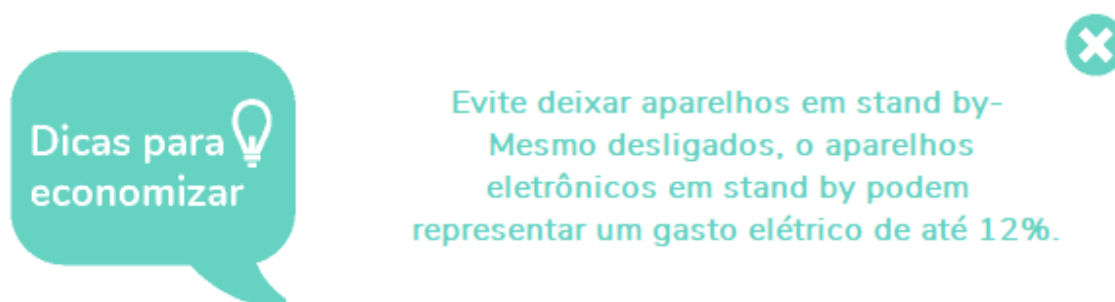 Dicas para
economizar
Evite deixar aparelhos em stand by-
Mesmo desligados, o aparelhos
eletrônicos em stand by podem
representar um gasto elétrico de até 12%.